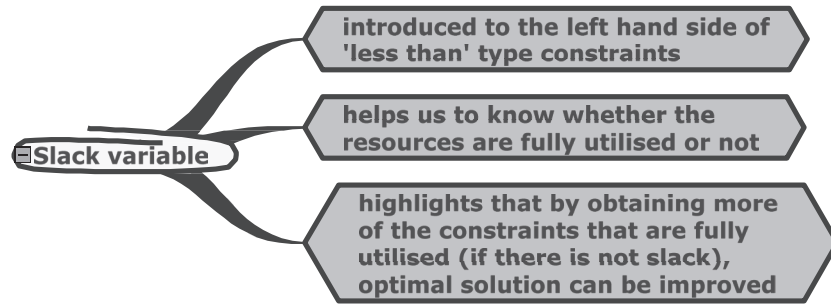 introduced to the left hand side of
'less than' type constraints
helps us to know whether the
resources are fully utilised or not
Slack variable
highlights that by obtaining more
of the constraints that are fully
utilised (if there is not slack),
optimal solution can be improved